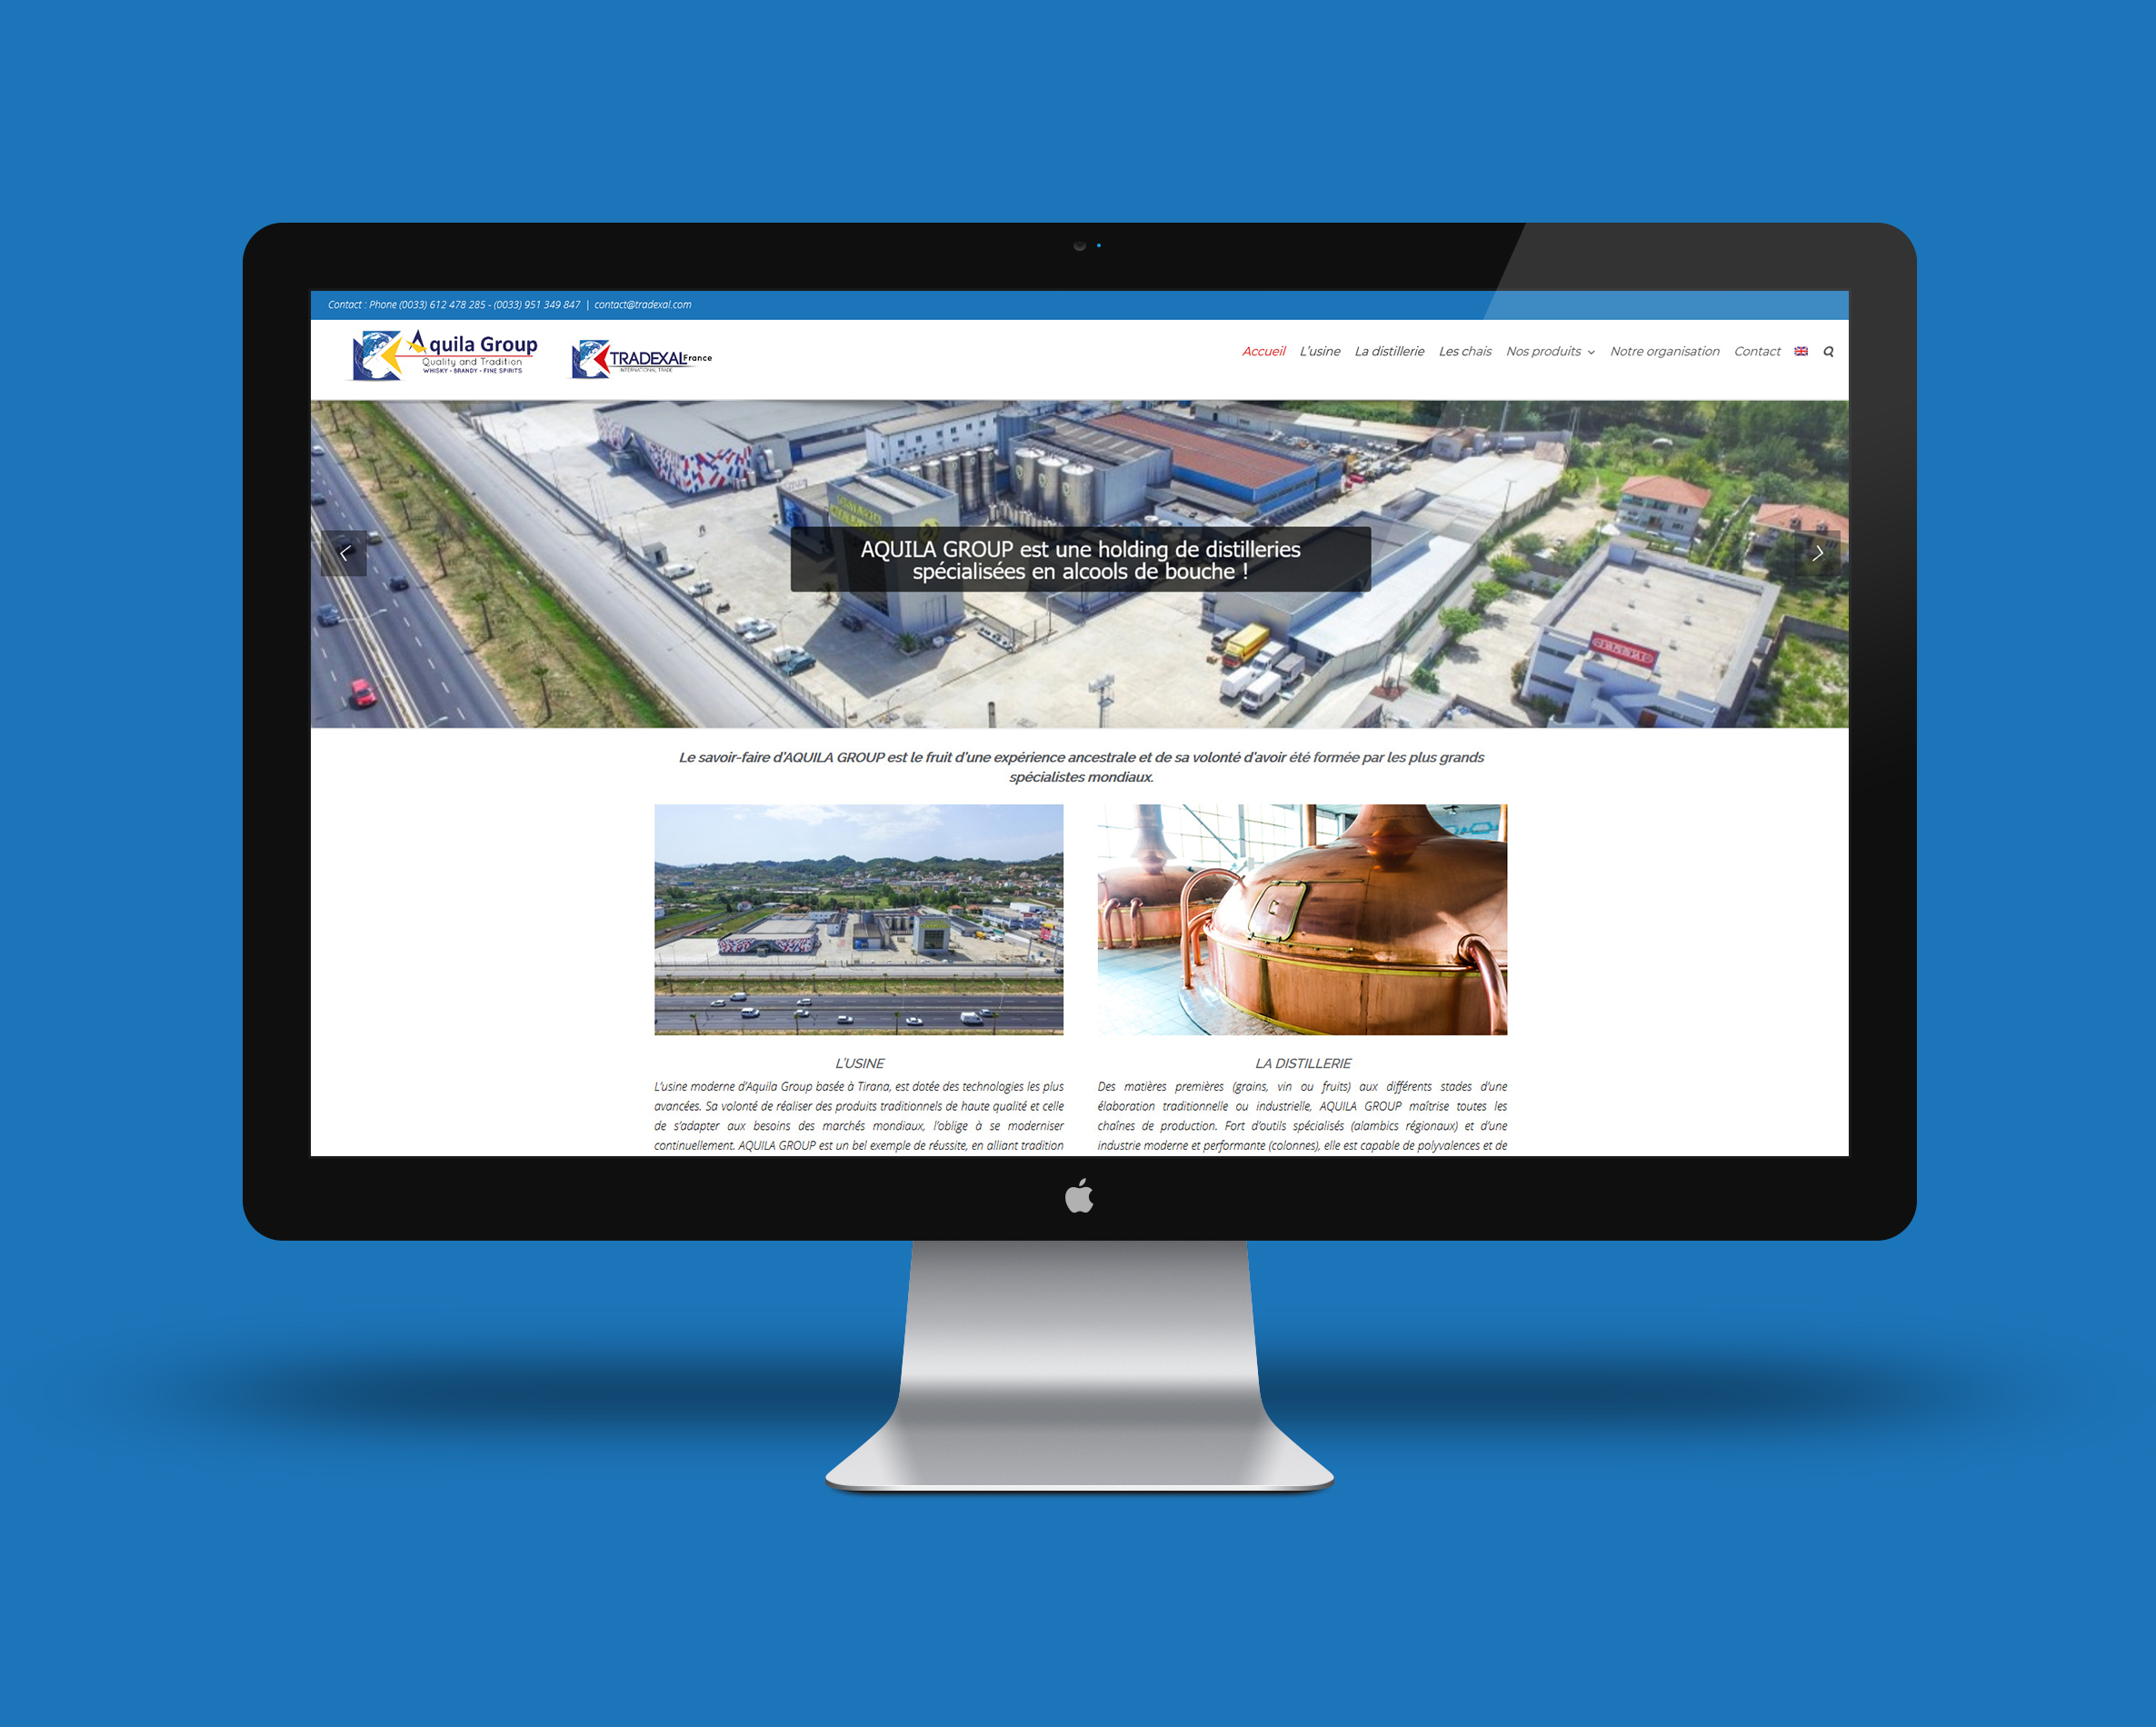 Contact : Phone (0033) 612 478 285 - (0033) 951 349 847 | contact@tradexal.com
Aquila Group
Quality and Tradition
WHISKY - BRANDY - FINE SPIRITS
TRADEXAL France
INTERNATIONAL TRADE
Accueil L'usine La distillerie Les chais Nos produits Notre organisation Contact
AQUILA GROUP est une holding de distilleries
spécialisées en alcools de bouche !
Le savoir-faire d'AQUILA GROUP est le fruit d'une expérience ancestrale et de sa volonté d'avoir été formée par les plus grands
spécialistes mondiaux.
L'USINE
L'usine moderne d'Aquila Group basée à Tirana, est dotée des technologies les plus
avancées. Sa volonté de réaliser des produits traditionnels de haute qualité et celle
de s'adapter aux besoins des marchés mondiaux, l'oblige à se moderniser
continuellement. AQUILA GROUP est un bel exemple de réussite, en alliant tradition
LA DISTILLERIE
Des matières premières (grains, vin ou fruits) aux différents stades d'une
élaboration traditionnelle ou industrielle, AQUILA GROUP maîtrise toutes les
chaînes de production. Fort d'outils spécialisés (alambics régionaux) et d'une
industrie moderne et performante (colonnes), elle est capable de polyvalences et de